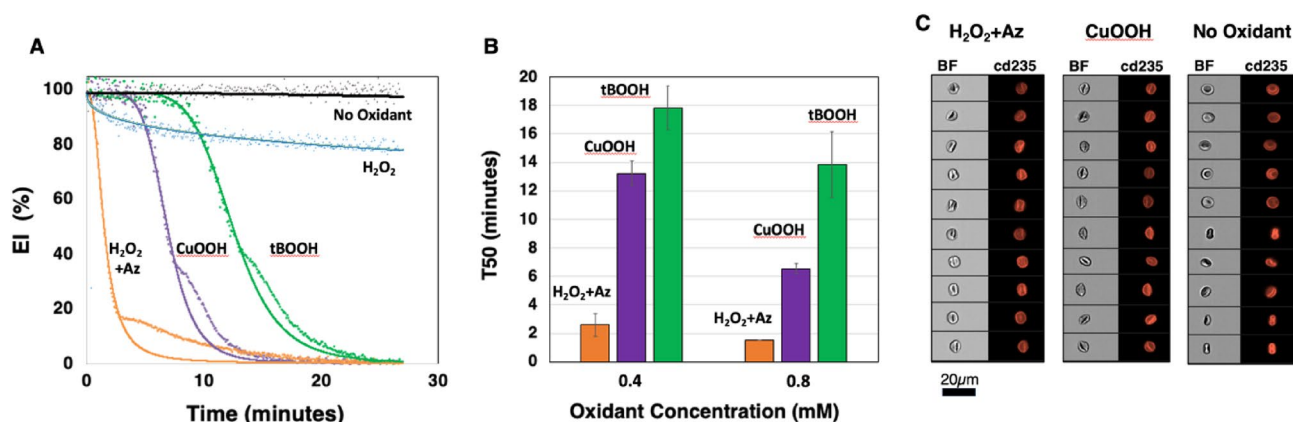 A
100
80
60
40
20
0
EI (%)
No Oxidant
H₂O₂
H₂O₂
+Az
CuOOH
tBOOH
0
10
20
30
Time (minutes)
B
20
18
16
14
12
10
8
6
4
2
0
T50 (minutes)
tBOOH
CuOOH
H₂O₂+Az
tBOOH
CuOOH
H₂O₂+Az
0.4
0.8
Oxidant Concentration (mM)
C
H₂O₂+Az
CuOOH
No Oxidant
BF cd235
BF cd235
BF cd235
20µm